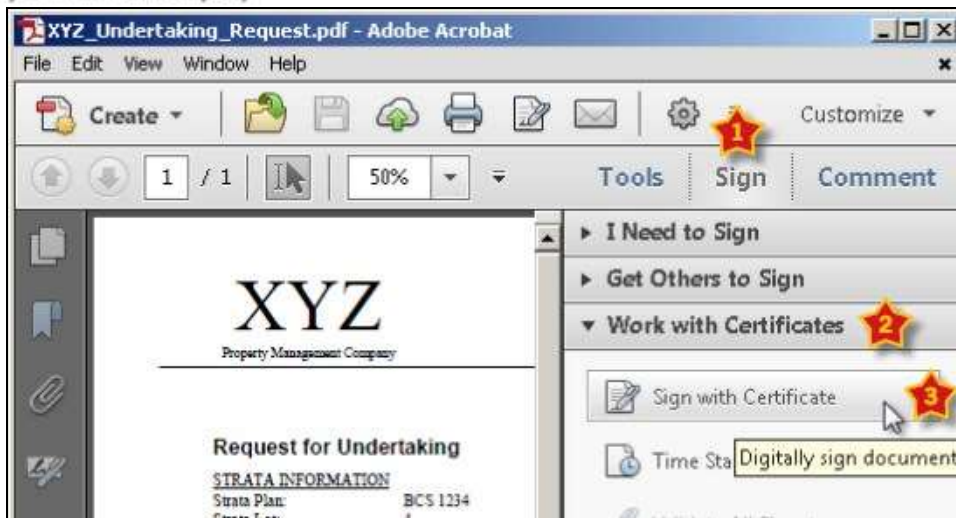 XYZ_Undertaking_Request.pdf - Adobe Acrobat
File Edit View Window Help
Create Customize
1
1 / 1 50% Tools Sign Comment
I Need to Sign
Get Others to Sign
XYZ
Work with Certificates 2
Property Management Company
Sign with Certificate 3
Request for Undertaking
Time Sta Digitally sign document
STRATA INFORMATION
Strata Plan: BCS 1234